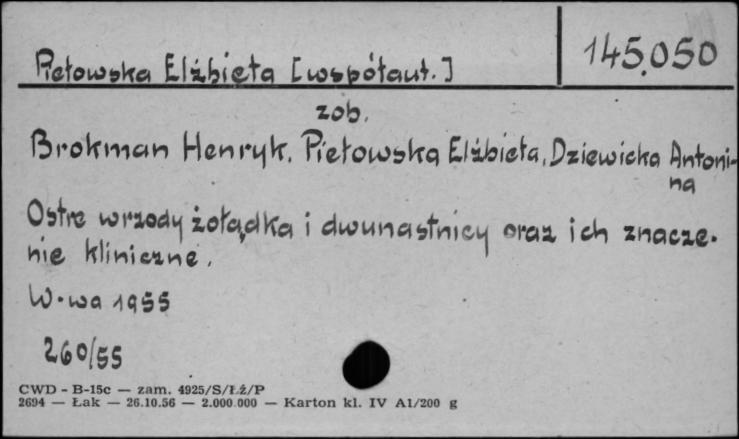 Pietowska Elżbieta [współaut.]
145.050
zob.
Brokman Henryk. Pietowska Elżbieta, Dziewicka Antoni-
na
Ostre wrzody żołądka i dwunastnicy oraz ich znacze-
nie kliniczne.
W-wa 1955
260/55
CWD - B-15c — zam. 4925/S/Łź/P
2694 — Łak — 26.10.56 — 2.000.000 — Karton kl. IV A1/200 g